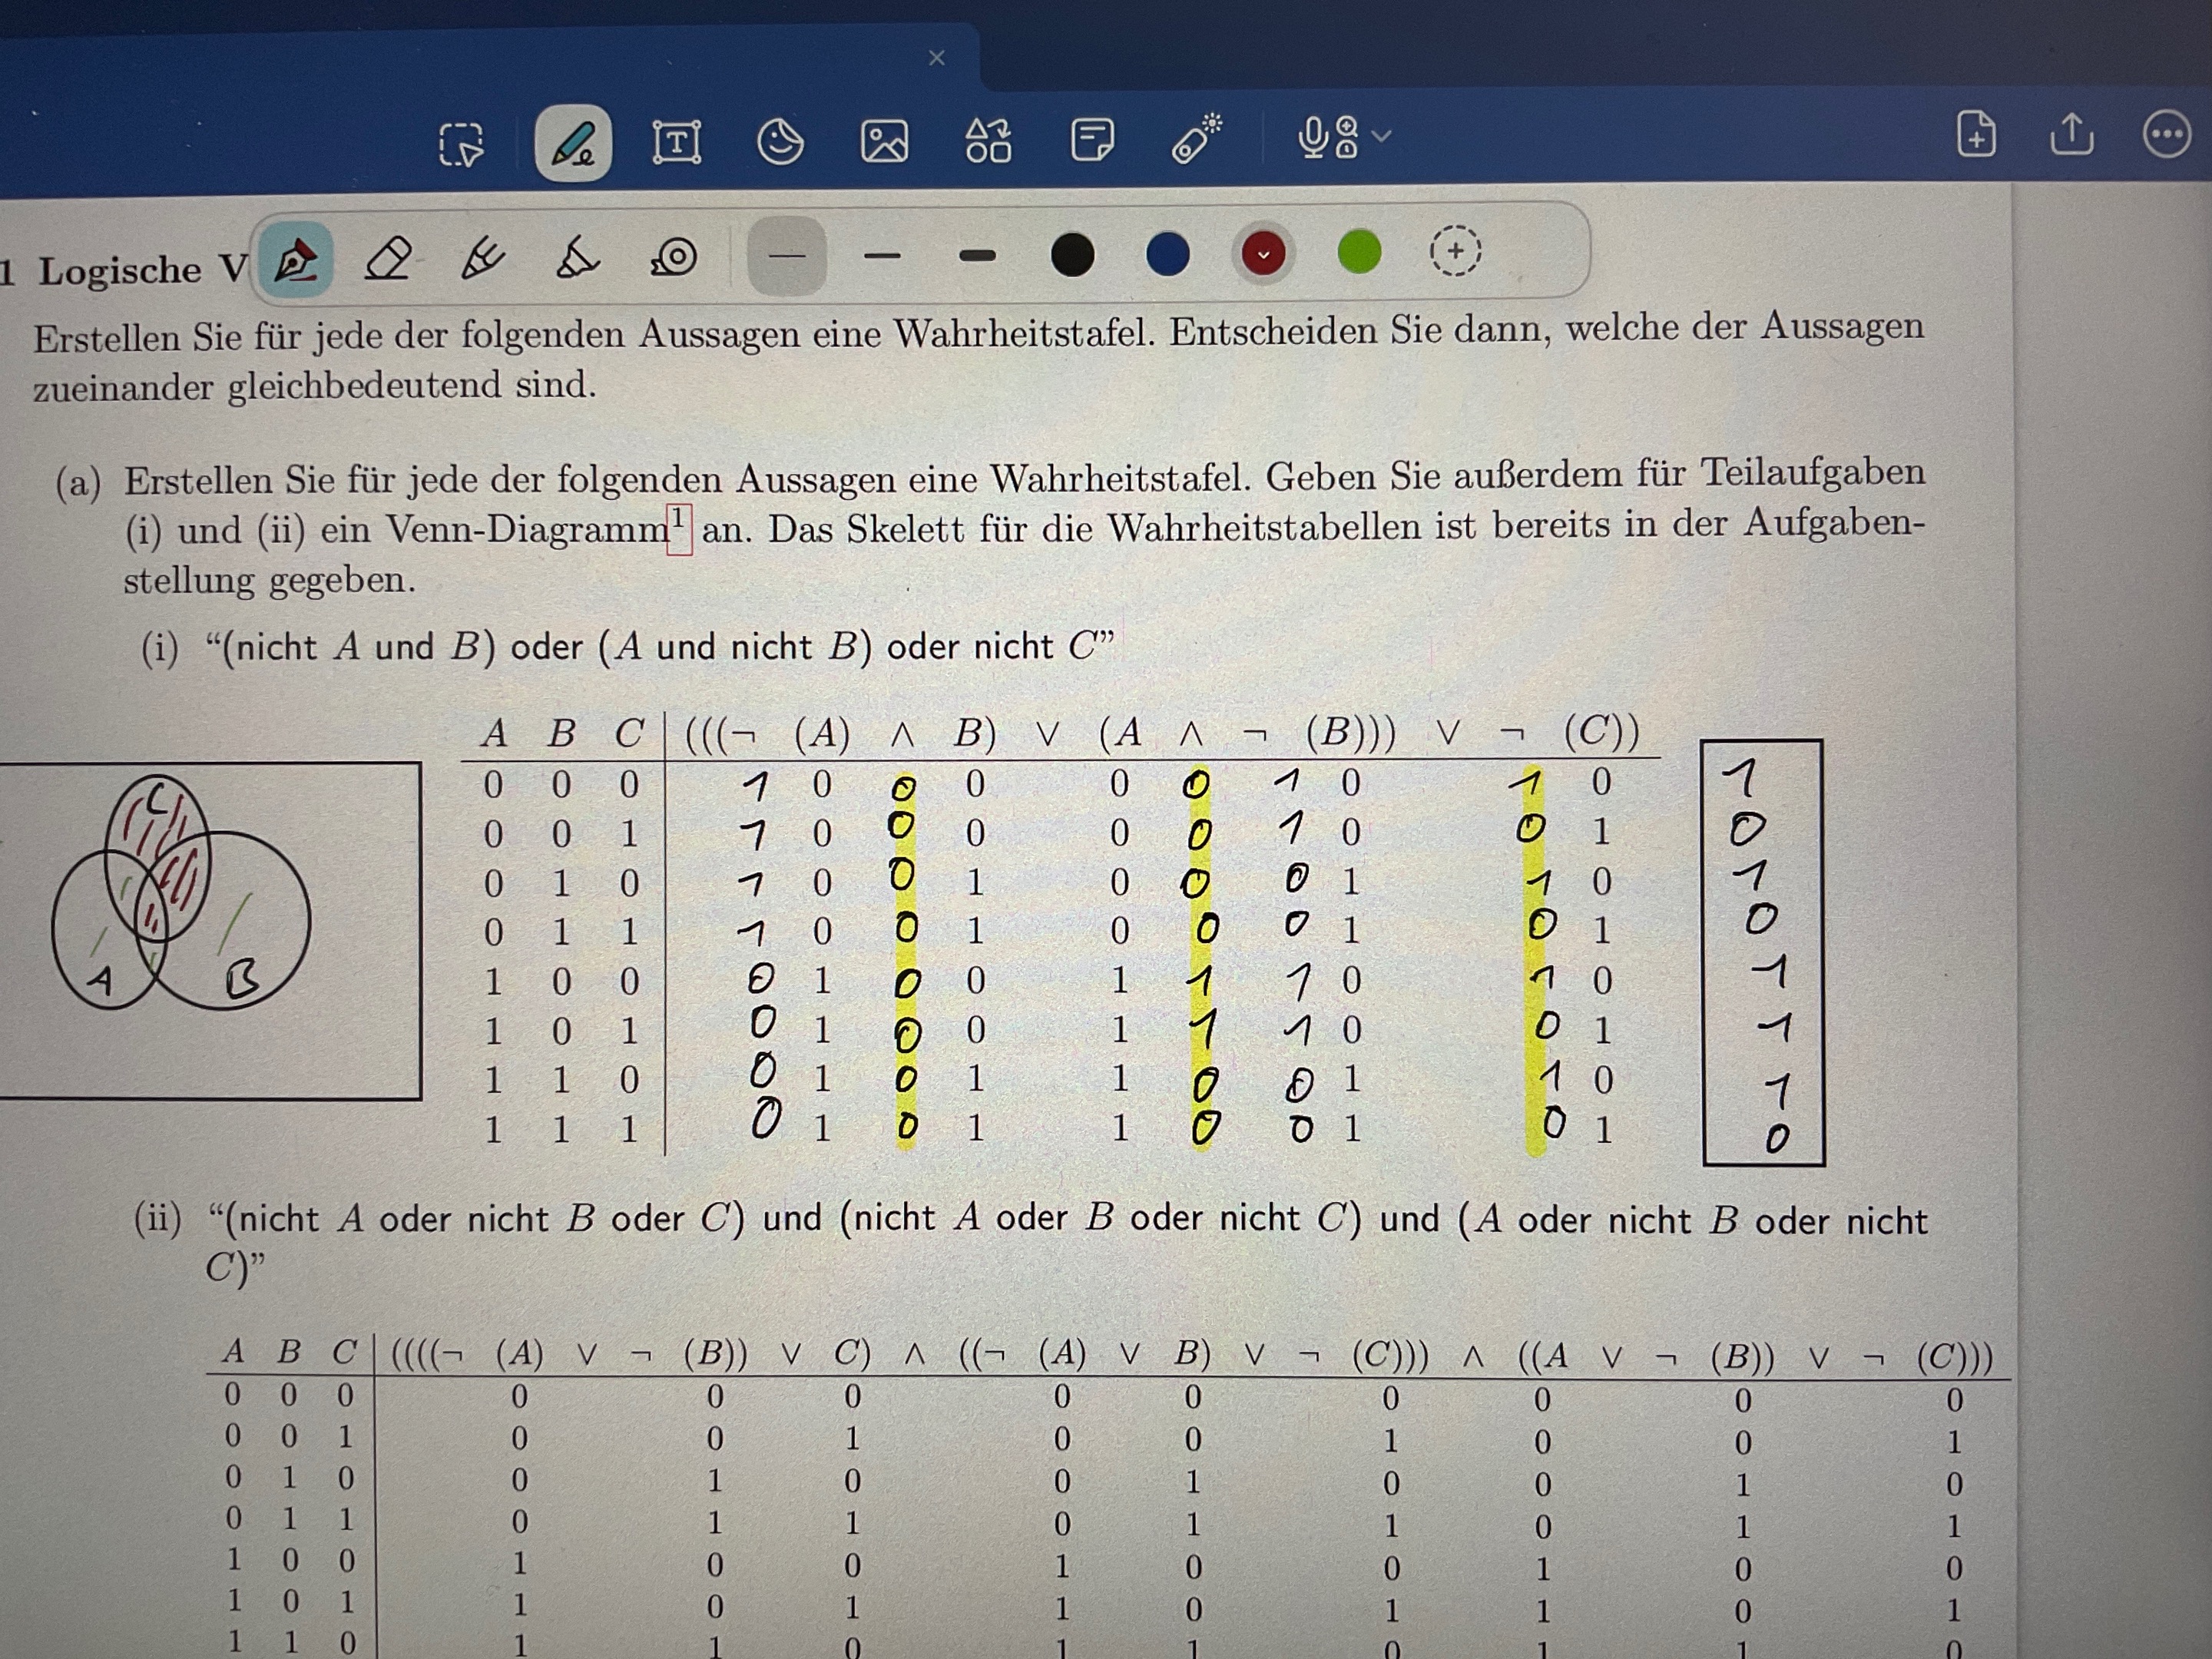 1 Logische V
Erstellen Sie für jede der folgenden Aussagen eine Wahrheitstafel. Entscheiden Sie dann, welche der Aussagen
zueinander gleichbedeutend sind.
(a) Erstellen Sie für jede der folgenden Aussagen eine Wahrheitstafel. Geben Sie außerdem für Teilaufgaben
(i) und (ii) ein Venn-Diagramm¹ an. Das Skelett für die Wahrheitstabellen ist bereits in der Aufgaben-
stellung gegeben.
(i) “(nicht A und B) oder (A und nicht B) oder nicht C”
C
A B
A B C (((¬ (A) ∧ B) ∨ (A ∧ ¬ (B))) ∨ ¬ (C))
0 0 0 1 0 0 0 0 0 1 0 1 0 1
0 0 1 1 0 0 0 0 0 1 0 0 1 0
0 1 0 1 0 0 1 0 0 0 1 1 0 1
0 1 1 1 0 0 1 0 0 0 1 0 1 0
1 0 0 0 1 0 0 1 1 1 0 1 0 1
1 0 1 0 1 0 0 1 1 1 0 0 1 1
1 1 0 0 1 0 1 1 0 0 1 1 0 1
1 1 1 0 1 0 1 1 0 0 1 0 1 0
(ii) “(nicht A oder nicht B oder C) und (nicht A oder B oder nicht C) und (A oder nicht B oder nicht
C)”
A B C ((((¬ (A) ∨ ¬ (B)) ∨ C) ∧ ((¬ (A) ∨ B) ∨ ¬ (C))) ∧ ((A ∨ ¬ (B)) ∨ ¬ (C)))
0 0 0 0 0 0 0 0 0 0 0 0
0 0 1 0 0 1 0 0 1 0 0 1
0 1 0 0 1 0 0 1 0 0 1 0
0 1 1 0 1 1 0 1 1 0 1 1
1 0 0 1 0 0 1 0 0 1 0 0
1 0 1 1 0 1 1 0 1 1 0 1
1 1 0 1 1 0 1 1 0 1 1 0